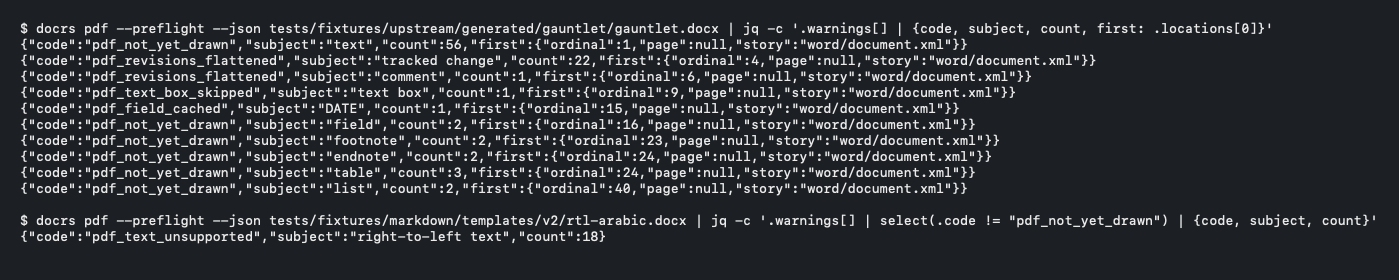 $ docrs pdf --preflight --json tests/fixtures/upstream/generated/gauntlet/gauntlet.docx | jq -c '.warnings[] | {code, subject, count, first: .locations[0]}'
{"code":"pdf_not_yet_drawn","subject":"text","count":56,"first":{"ordinal":1,"page":null,"story":"word/document.xml"}}
{"code":"pdf_revisions_flattened","subject":"tracked change","count":22,"first":{"ordinal":4,"page":null,"story":"word/document.xml"}}
{"code":"pdf_revisions_flattened","subject":"comment","count":1,"first":{"ordinal":6,"page":null,"story":"word/document.xml"}}
{"code":"pdf_text_box_skipped","subject":"text box","count":1,"first":{"ordinal":9,"page":null,"story":"word/document.xml"}}
{"code":"pdf_field_cached","subject":"DATE","count":1,"first":{"ordinal":15,"page":null,"story":"word/document.xml"}}
{"code":"pdf_not_yet_drawn","subject":"field","count":2,"first":{"ordinal":16,"page":null,"story":"word/document.xml"}}
{"code":"pdf_not_yet_drawn","subject":"footnote","count":2,"first":{"ordinal":23,"page":null,"story":"word/document.xml"}}
{"code":"pdf_not_yet_drawn","subject":"endnote","count":2,"first":{"ordinal":24,"page":null,"story":"word/document.xml"}}
{"code":"pdf_not_yet_drawn","subject":"table","count":3,"first":{"ordinal":24,"page":null,"story":"word/document.xml"}}
{"code":"pdf_not_yet_drawn","subject":"list","count":2,"first":{"ordinal":40,"page":null,"story":"word/document.xml"}}
$ docrs pdf --preflight --json tests/fixtures/markdown/templates/v2/rtl-arabic.docx | jq -c '.warnings[] | select(.code != "pdf_not_yet_drawn") | {code, subject, count}'
{"code":"pdf_text_unsupported","subject":"right-to-left text","count":18}